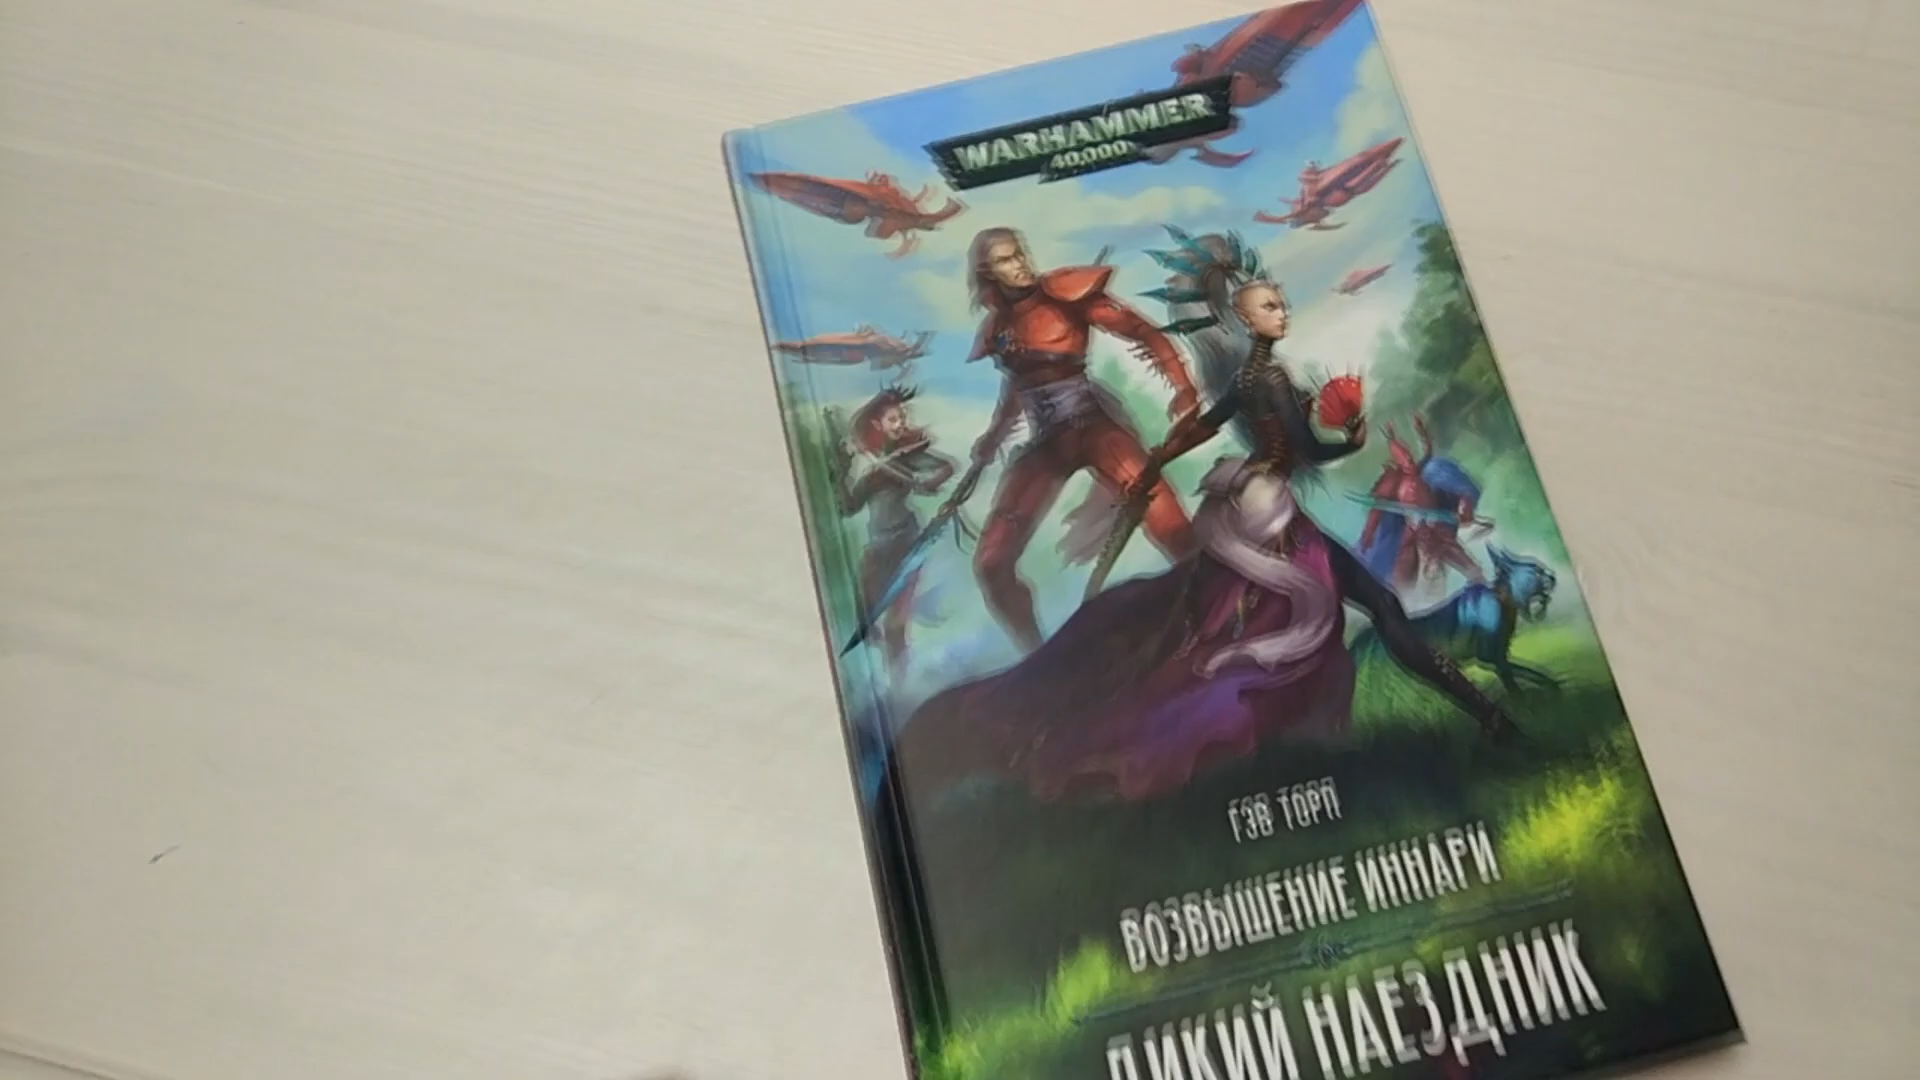 WARHAMMER
40,000
ГЭВ ТОРП
ВОЗВЫШЕНИЕ ИННАРИ
ДИКИЙ НАЕЗДНИК